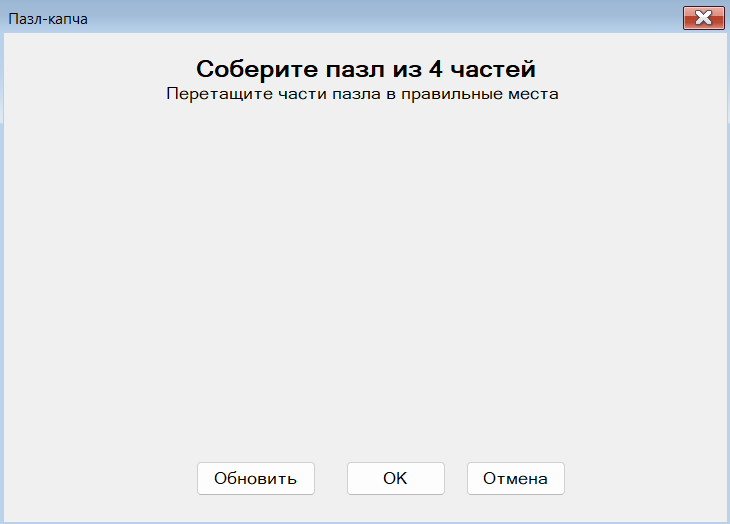 Пазл-капча
Соберите пазл из 4 частей
Перетащите части пазла в правильные места
Обновить
OK
Отмена